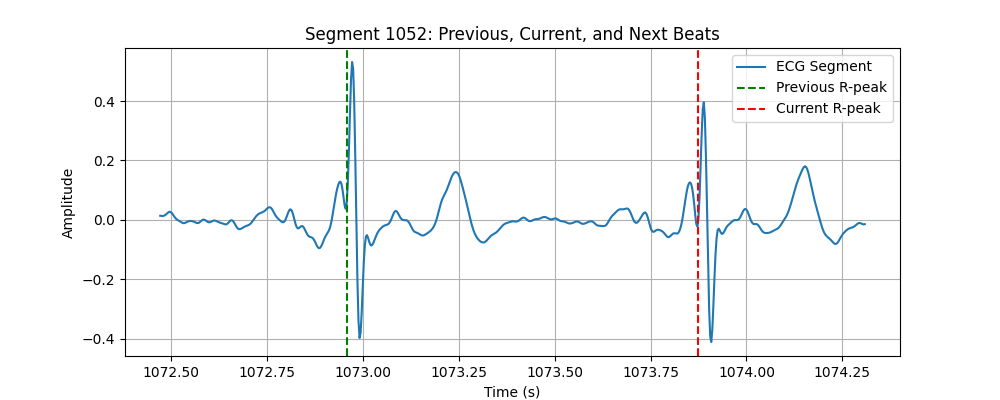 Segment 1052: Previous, Current, and Next Beats
ECG Segment
Previous R-peak
Current R-peak
Amplitude
0.4
0.2
0.0
−0.2
−0.4
1072.50 1072.75 1073.00 1073.25 1073.50 1073.75 1074.00 1074.25
Time (s)